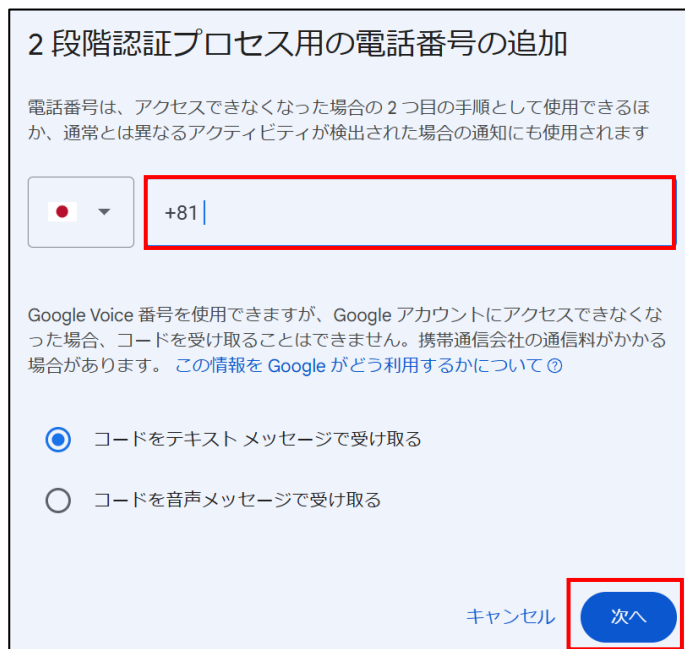 2 段階認証プロセス用の電話番号の追加
電話番号は、アクセスできなくなった場合の 2 つ目の手順として使用できるほ
か、通常とは異なるアクティビティが検出された場合の通知にも使用されます
+81
Google Voice 番号を使用できますが、Google アカウントにアクセスできなくな
った場合、コードを受け取ることはできません。携帯通信会社の通信料がかかる
場合があります。 この情報を Google がどう利用するかについて
コードをテキスト メッセージで受け取る
コードを音声メッセージで受け取る
キャンセル 次へ